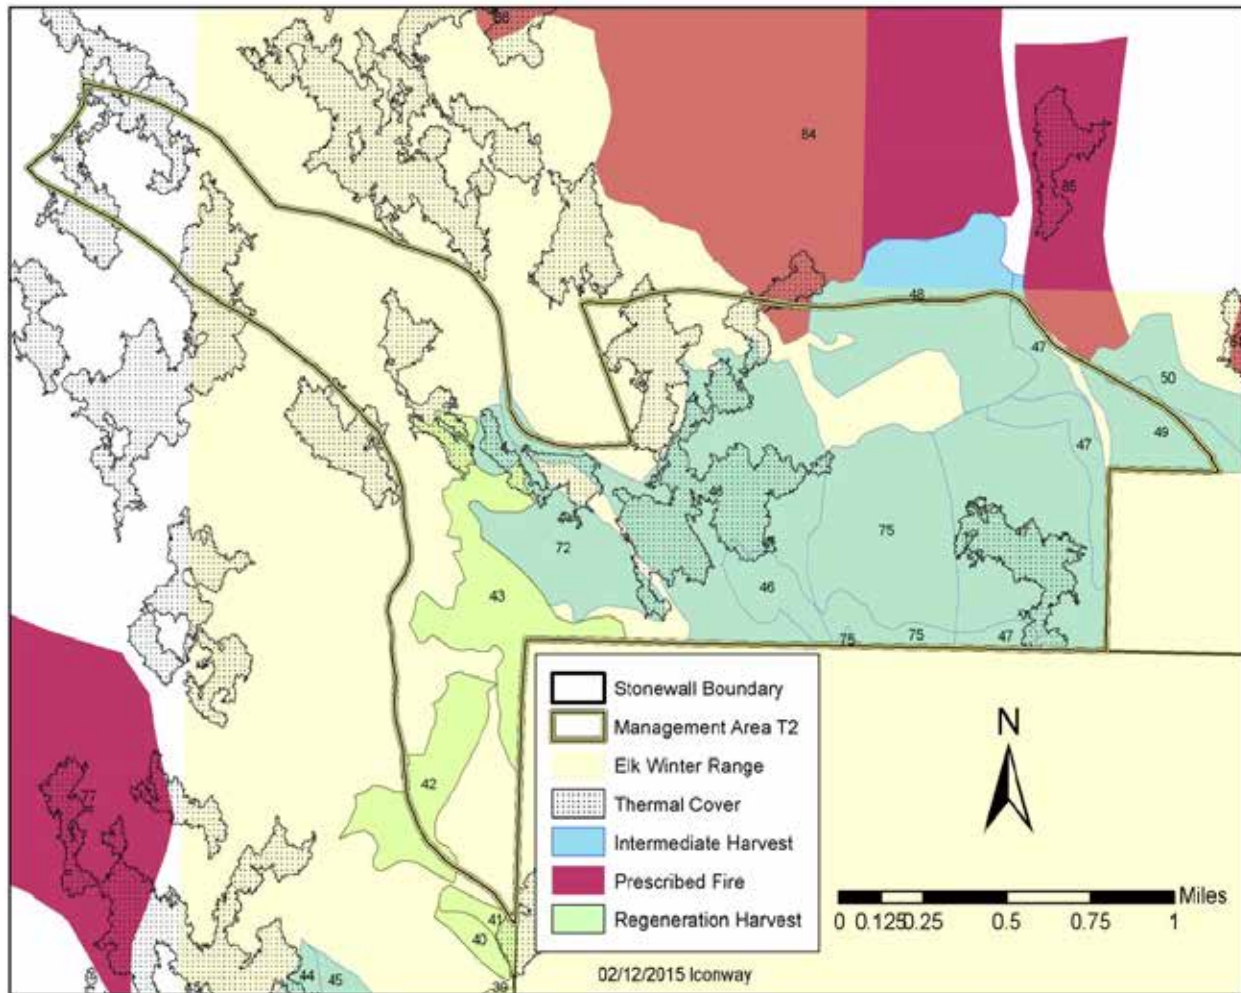 84
85
48
47
50
49
47
72
75
46
43
75
75
47
42
41
40
77
44
45
Stonewall Boundary
Management Area T2
Elk Winter Range
Thermal Cover
Intermediate Harvest
Prescribed Fire
Regeneration Harvest
N
Miles
0 0.125 0.25 0.5 0.75 1
02/12/2015 lconway